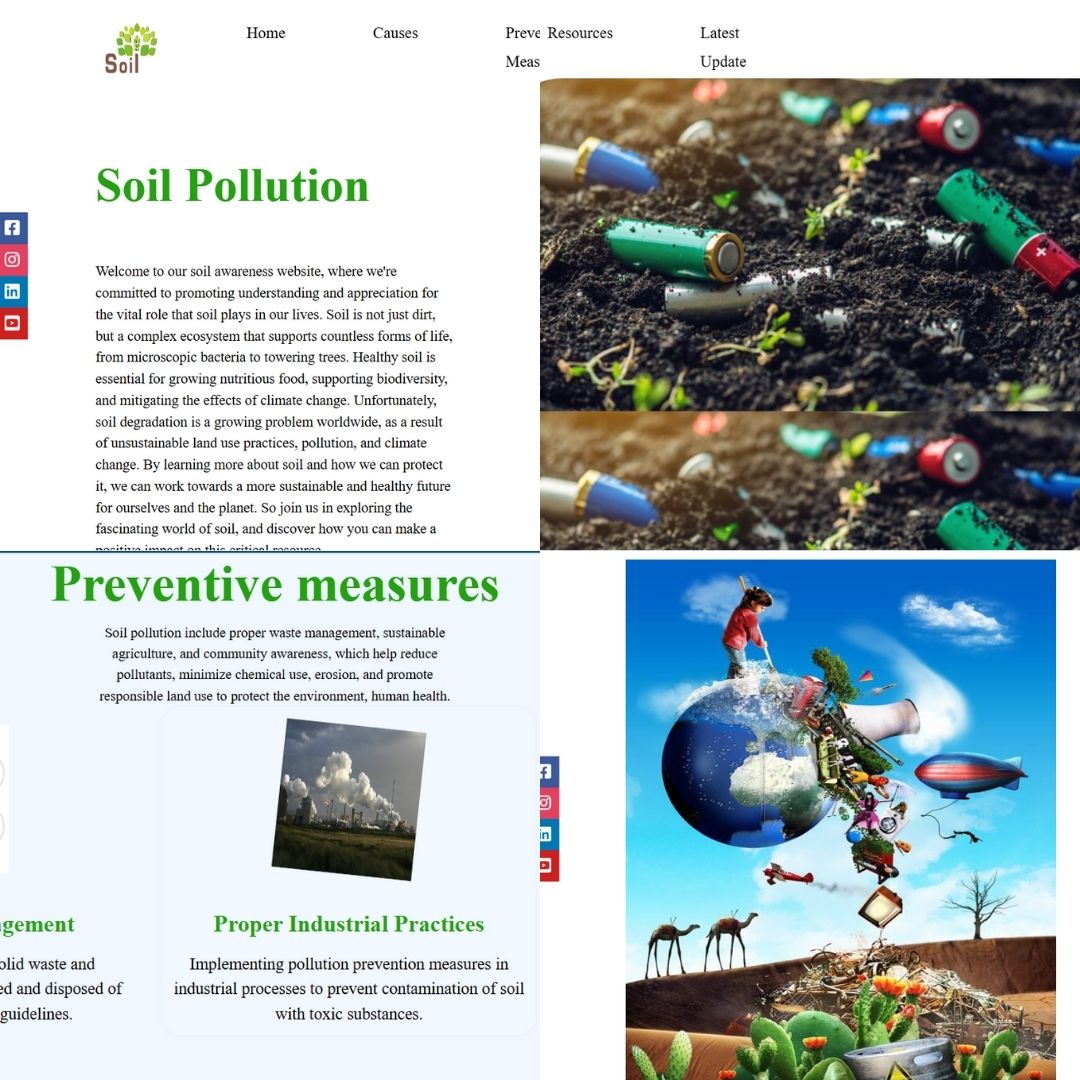 Soil
Home
Causes
Preve
Meas
Resources
Latest
Update
Soil Pollution
Welcome to our soil awareness website, where we're
committed to promoting understanding and appreciation for
the vital role that soil plays in our lives. Soil is not just dirt,
but a complex ecosystem that supports countless forms of life,
from microscopic bacteria to towering trees. Healthy soil is
essential for growing nutritious food, supporting biodiversity,
and mitigating the effects of climate change. Unfortunately,
soil degradation is a growing problem worldwide, as a result
of unsustainable land use practices, pollution, and climate
change. By learning more about soil and how we can protect
it, we can work towards a more sustainable and healthy future
for ourselves and the planet. So join us in exploring the
fascinating world of soil, and discover how you can make a
positive impact on this critical resource.
Preventive measures
Soil pollution include proper waste management, sustainable
agriculture, and community awareness, which help reduce
pollutants, minimize chemical use, erosion, and promote
responsible land use to protect the environment, human health.
gement
olid waste and
ed and disposed of
guidelines.
Proper Industrial Practices
Implementing pollution prevention measures in
industrial processes to prevent contamination of soil
with toxic substances.